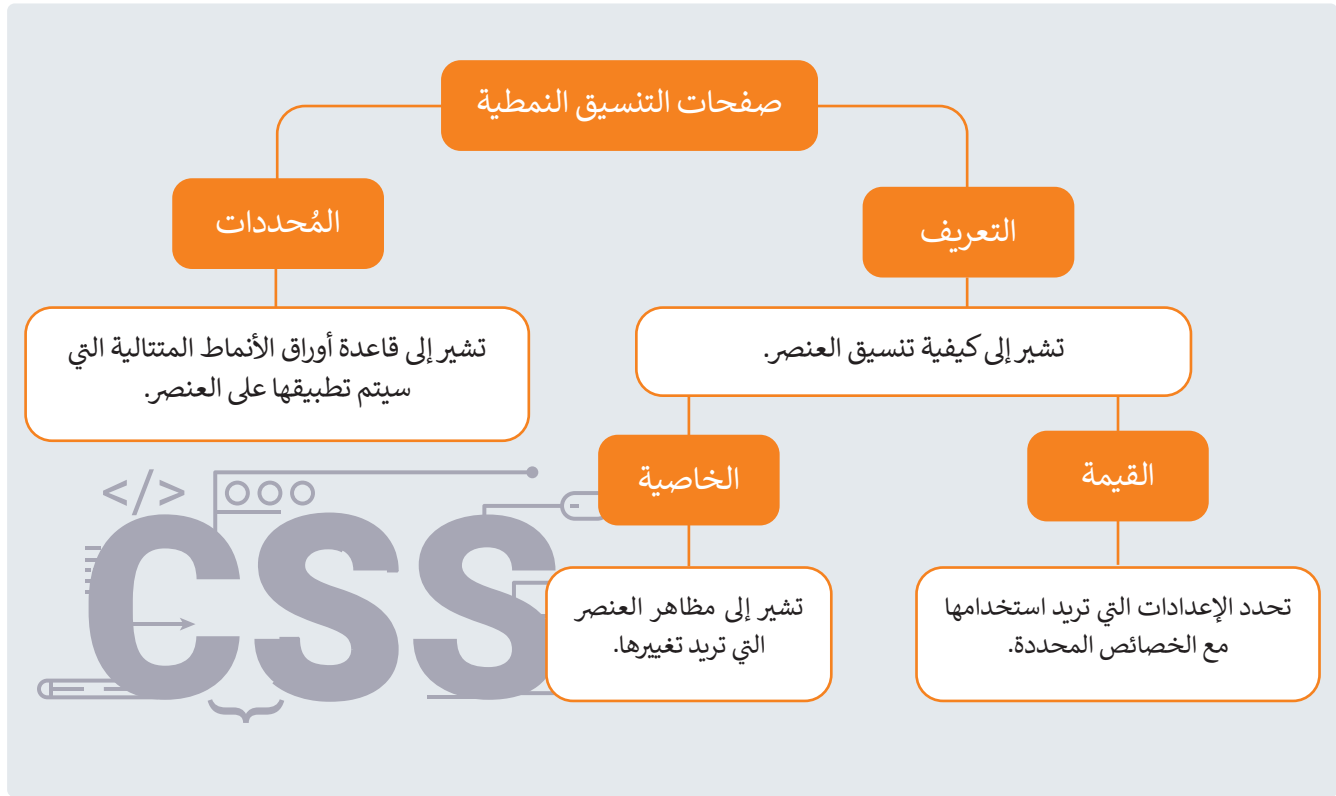 صفحات التنسيق النمطية
التعريف
المُحددات
تشير إلى كيفية تنسيق العنصر.
تشير إلى قاعدة أوراق الأنماط المتتالية التي
سيتم تطبيقها على العنصر.
القيمة
الخاصية
تحدد الإعدادات التي تريد استخدامها
مع الخصائص المحددة.
تشير إلى مظاهر العنصر
التي تريد تغييرها.
</>
CSS